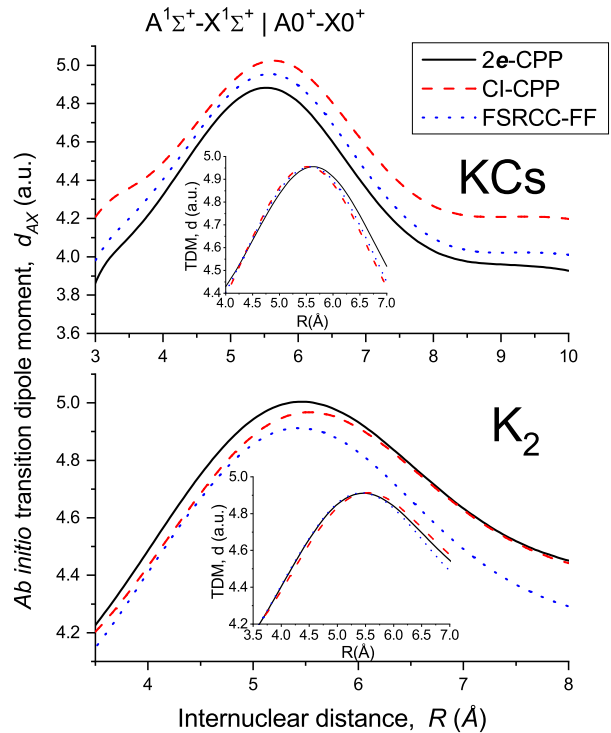 A¹Σ⁺-X¹Σ⁺ | A0⁺-X0⁺
2e-CPP
CI-CPP
FSRCC-FF
KCs
5.0
4.8
4.6
4.4
4.2
4.0
3.8
3.6
3 4 5 6 7 8 9 10
TDM, d (a.u.)
5.0
4.9
4.8
4.7
4.6
4.5
4.4
4.0 4.5 5.0 5.5 6.0 6.5 7.0
R(Å)
Ab initio transition dipole moment, d_AX (a.u.)
K₂
5.0
4.8
4.6
4.4
4.2
4 5 6 7 8
TDM, d (a.u.)
5.0
4.8
4.6
4.4
4.2
3.5 4.0 4.5 5.0 5.5 6.0 6.5 7.0
R(Å)
Internuclear distance, R (Å)